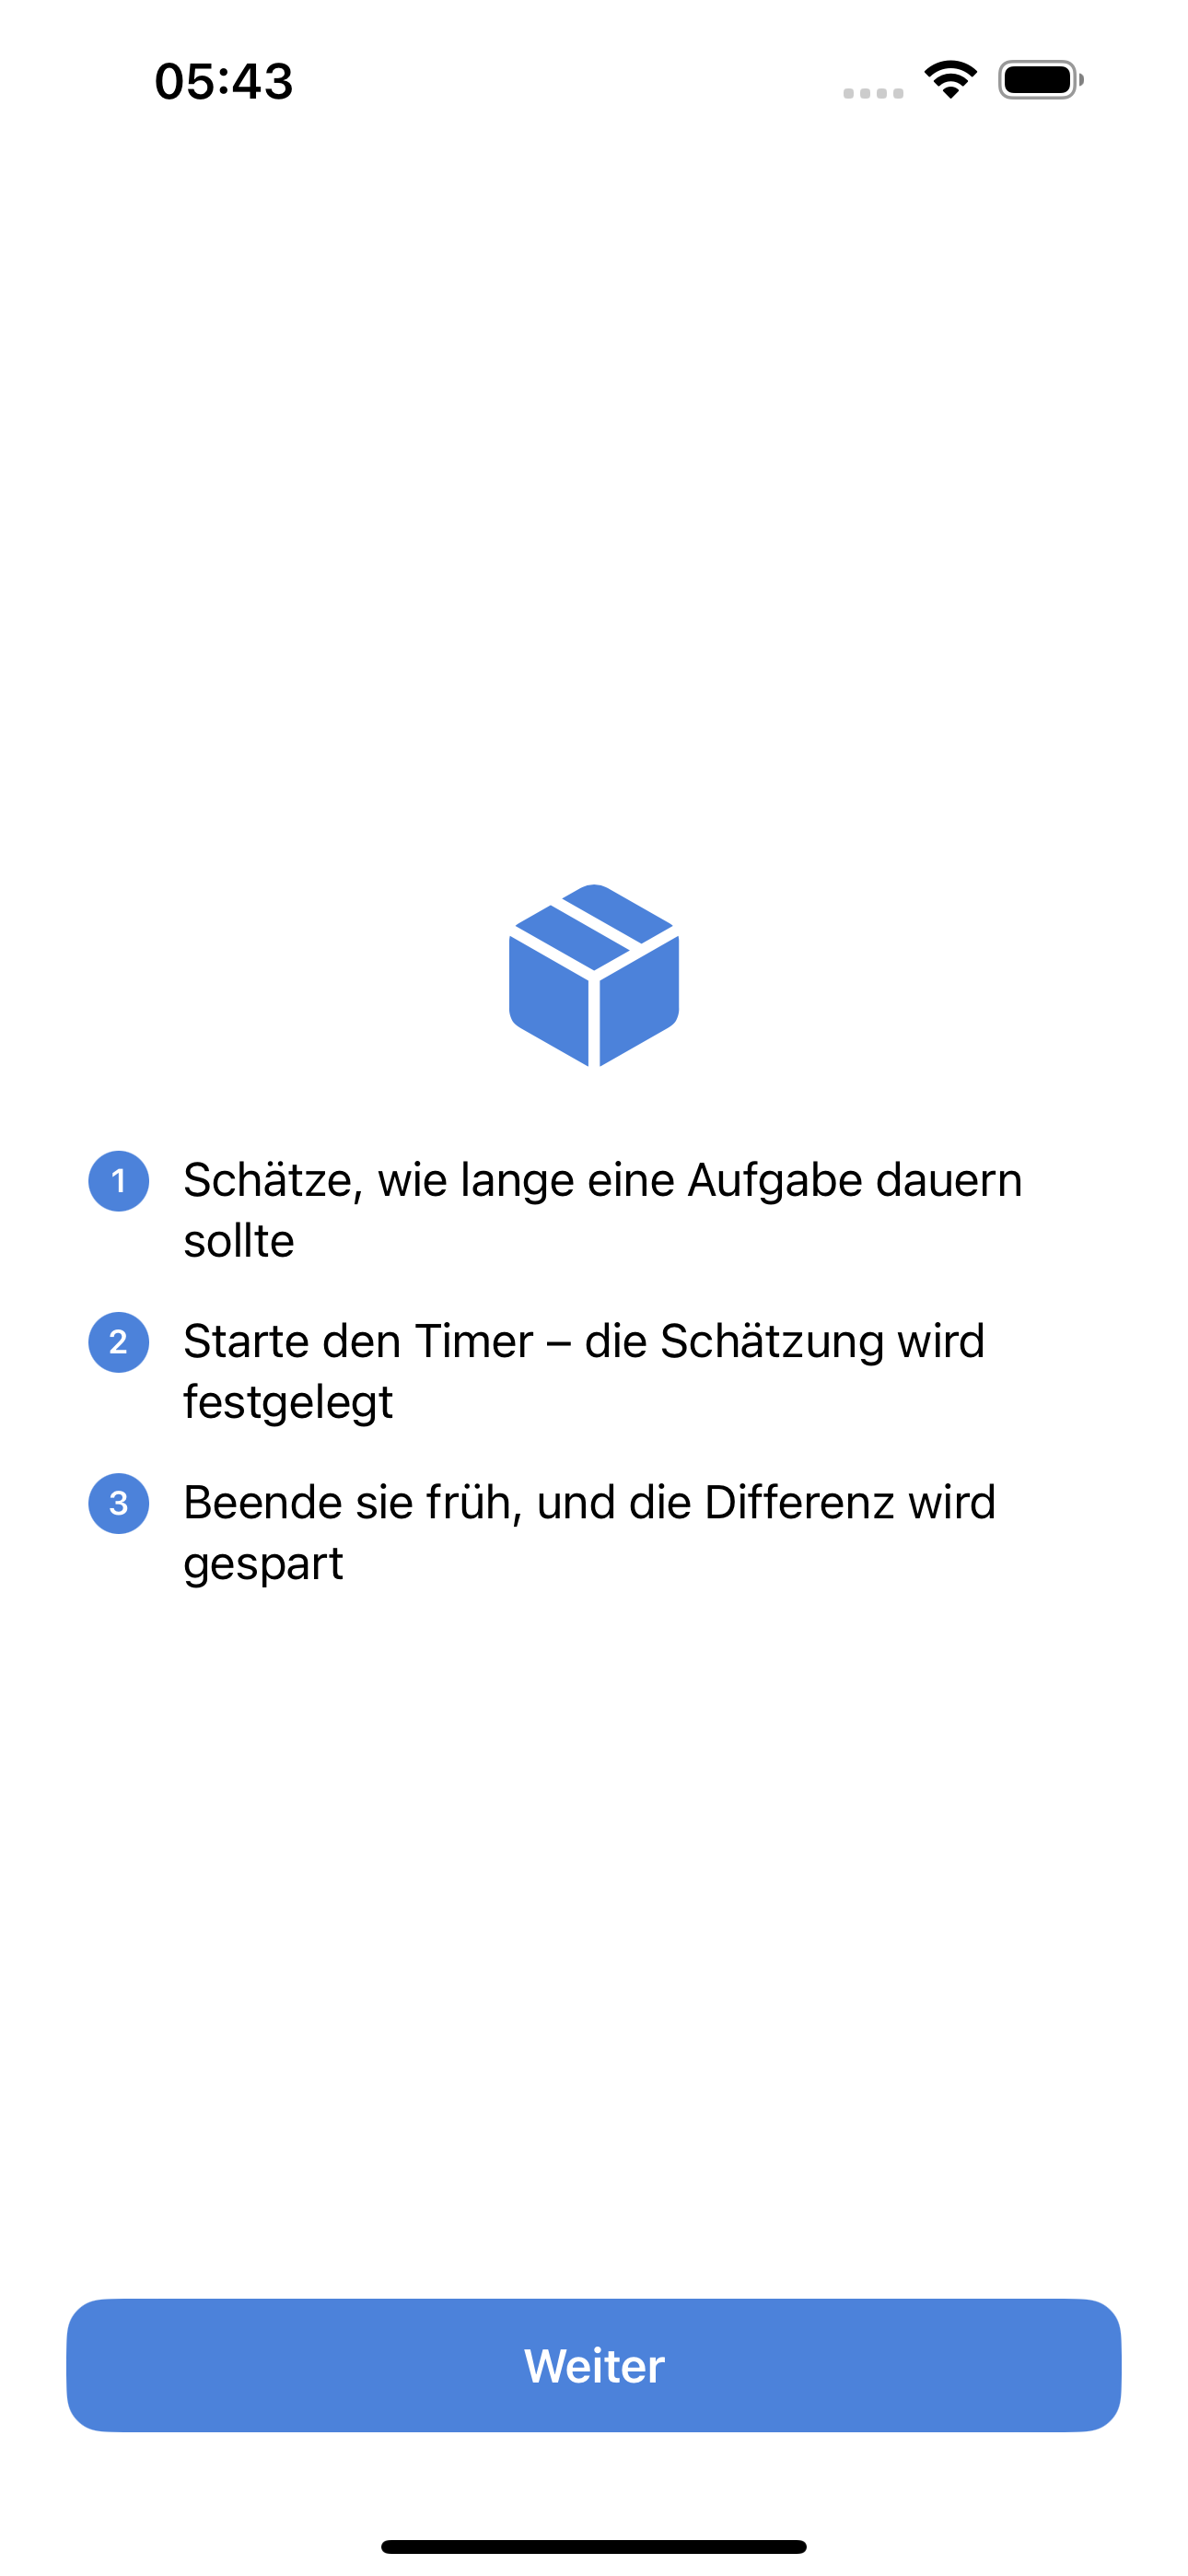 05:43
1 Schätze, wie lange eine Aufgabe dauern
sollte
2 Starte den Timer – die Schätzung wird
festgelegt
3 Beende sie früh, und die Differenz wird
gespart
Weiter